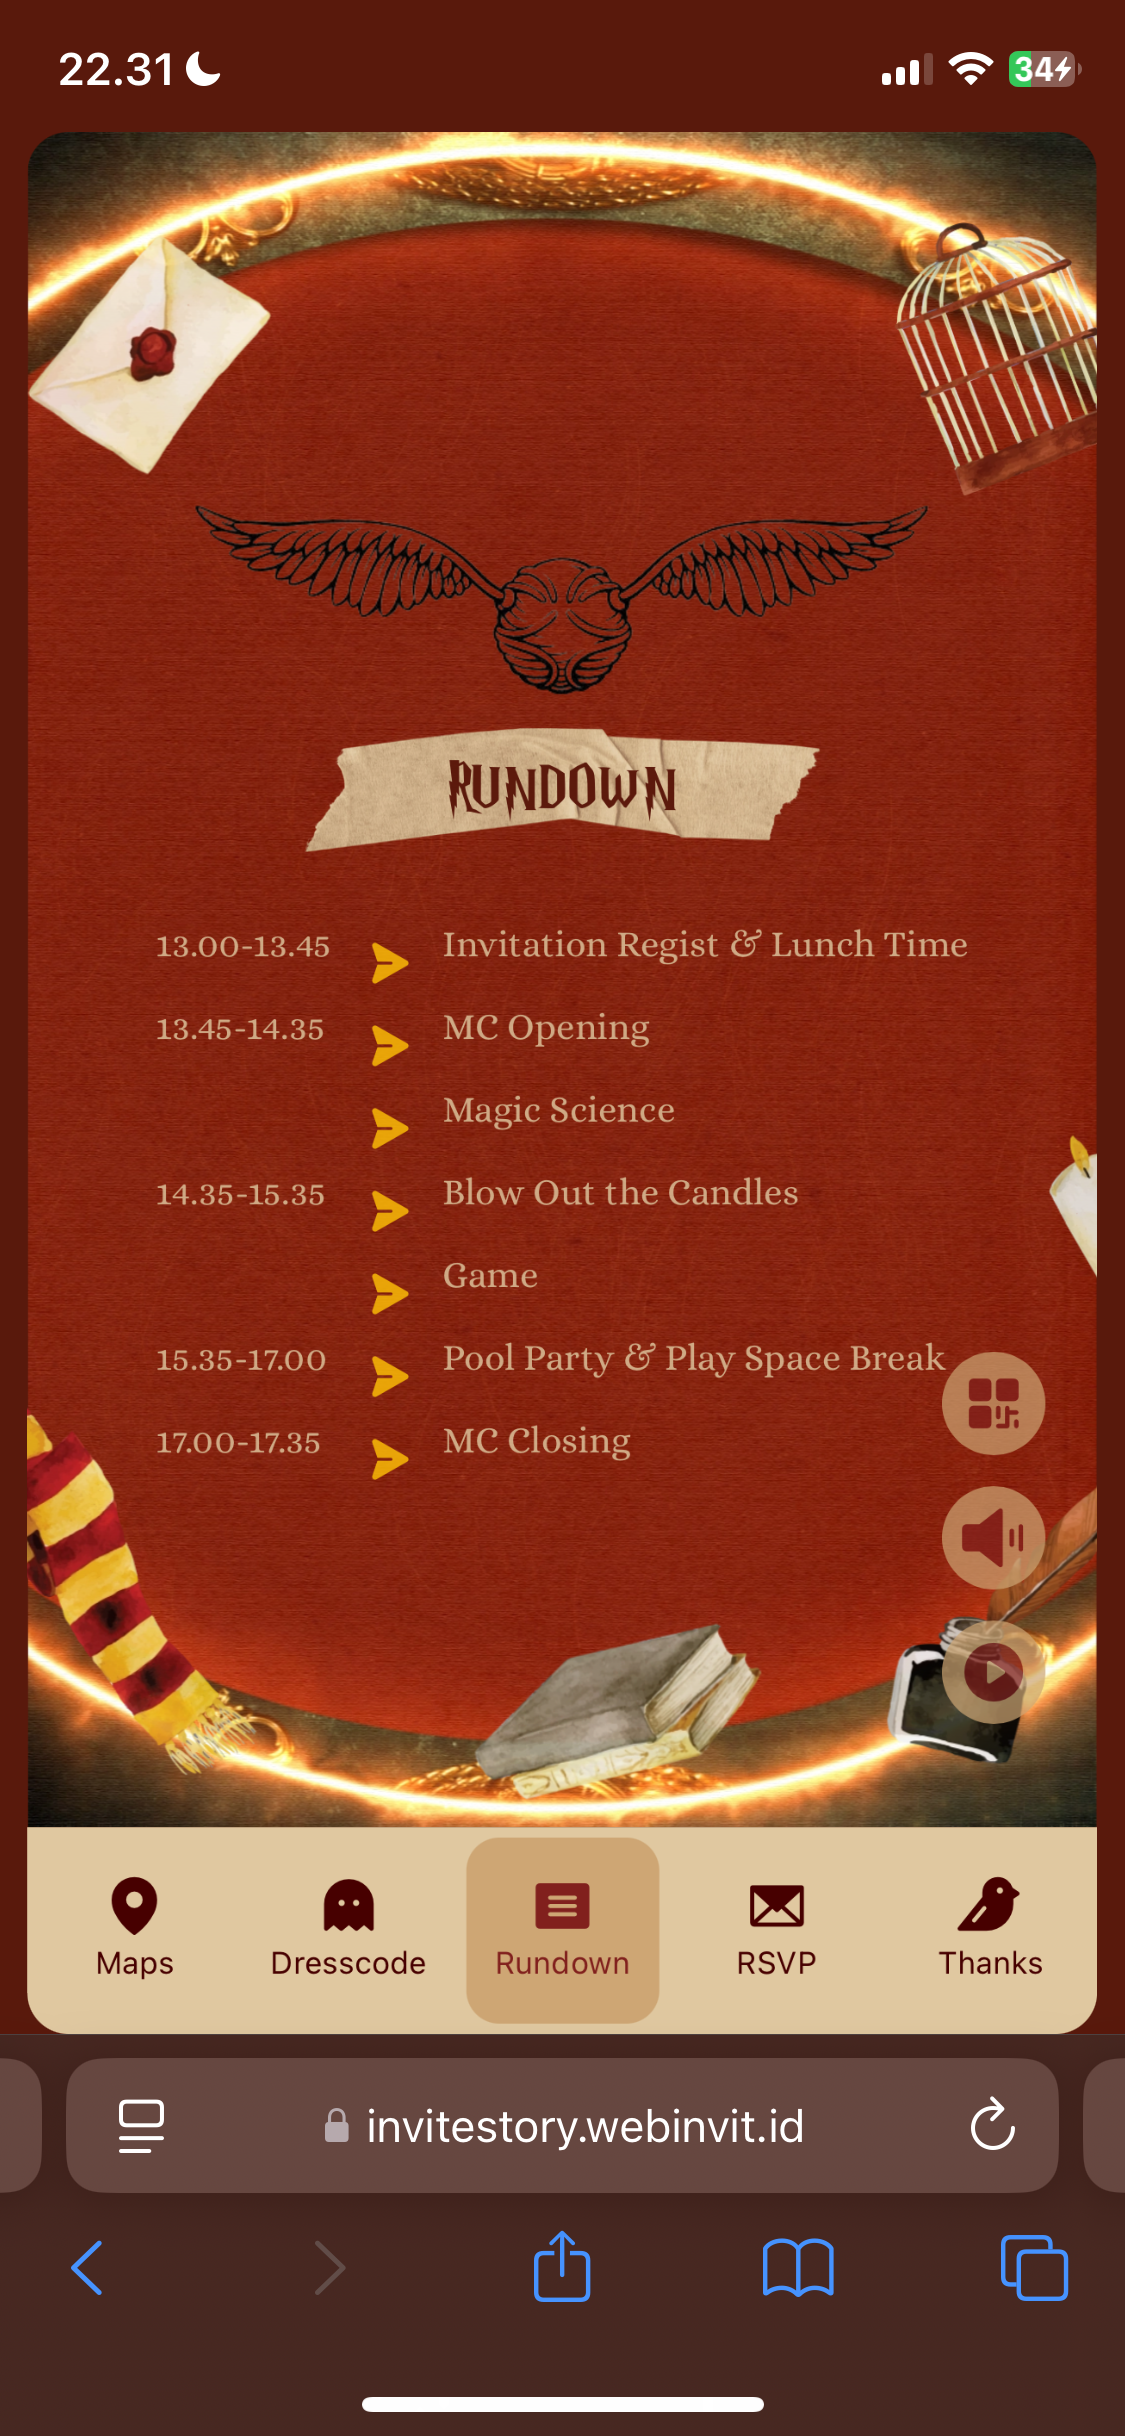 22.31
34
RUNDOWN
13.00-13.45 Invitation Regist & Lunch Time
13.45-14.35 MC Opening
Magic Science
14.35-15.35 Blow Out the Candles
Game
15.35-17.00 Pool Party & Play Space Break
17.00-17.35 MC Closing
Maps Dresscode Rundown RSVP Thanks
invitestory.webinvit.id